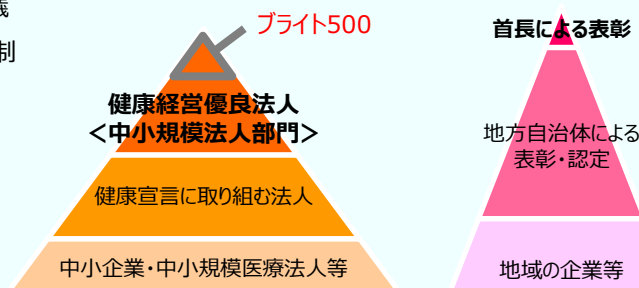 議
制
ブライト500
健康経営優良法人
<中小規模法人部門>
健康宣言に取り組む法人
中小企業・中小規模医療法人等
首長による表彰
地方自治体による
表彰・認定
地域の企業等